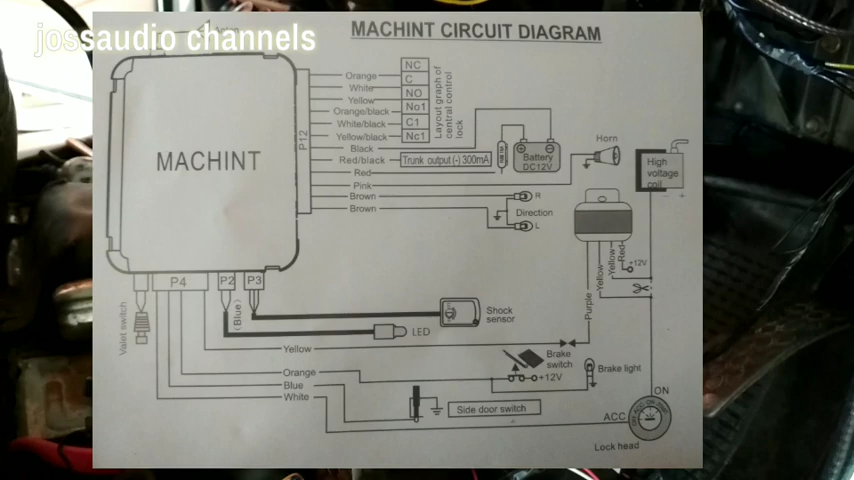 jossaudio channels
MACHINT CIRCUIT DIAGRAM
MACHINT
P12
Orange
White
Yellow
Orange/black
White/black
Yellow/black
Black
Red/black
Red
Pink
Brown
Brown
NC
C
NO
No1
C1
Nc1
Layout graph of
central control
lock
Trunk output (-) 300mA
Battery
DC12V
Horn
High
voltage
coil
- +
R
Direction
L
Purple
Yellow
Yellow
Red
+12V
P4
P2
P3
Valet switch
(Blue)
Shock
sensor
LED
Yellow
Orange
Blue
White
Brake
switch
+12V
Brake light
Side door switch
ON
ACC
Lock head